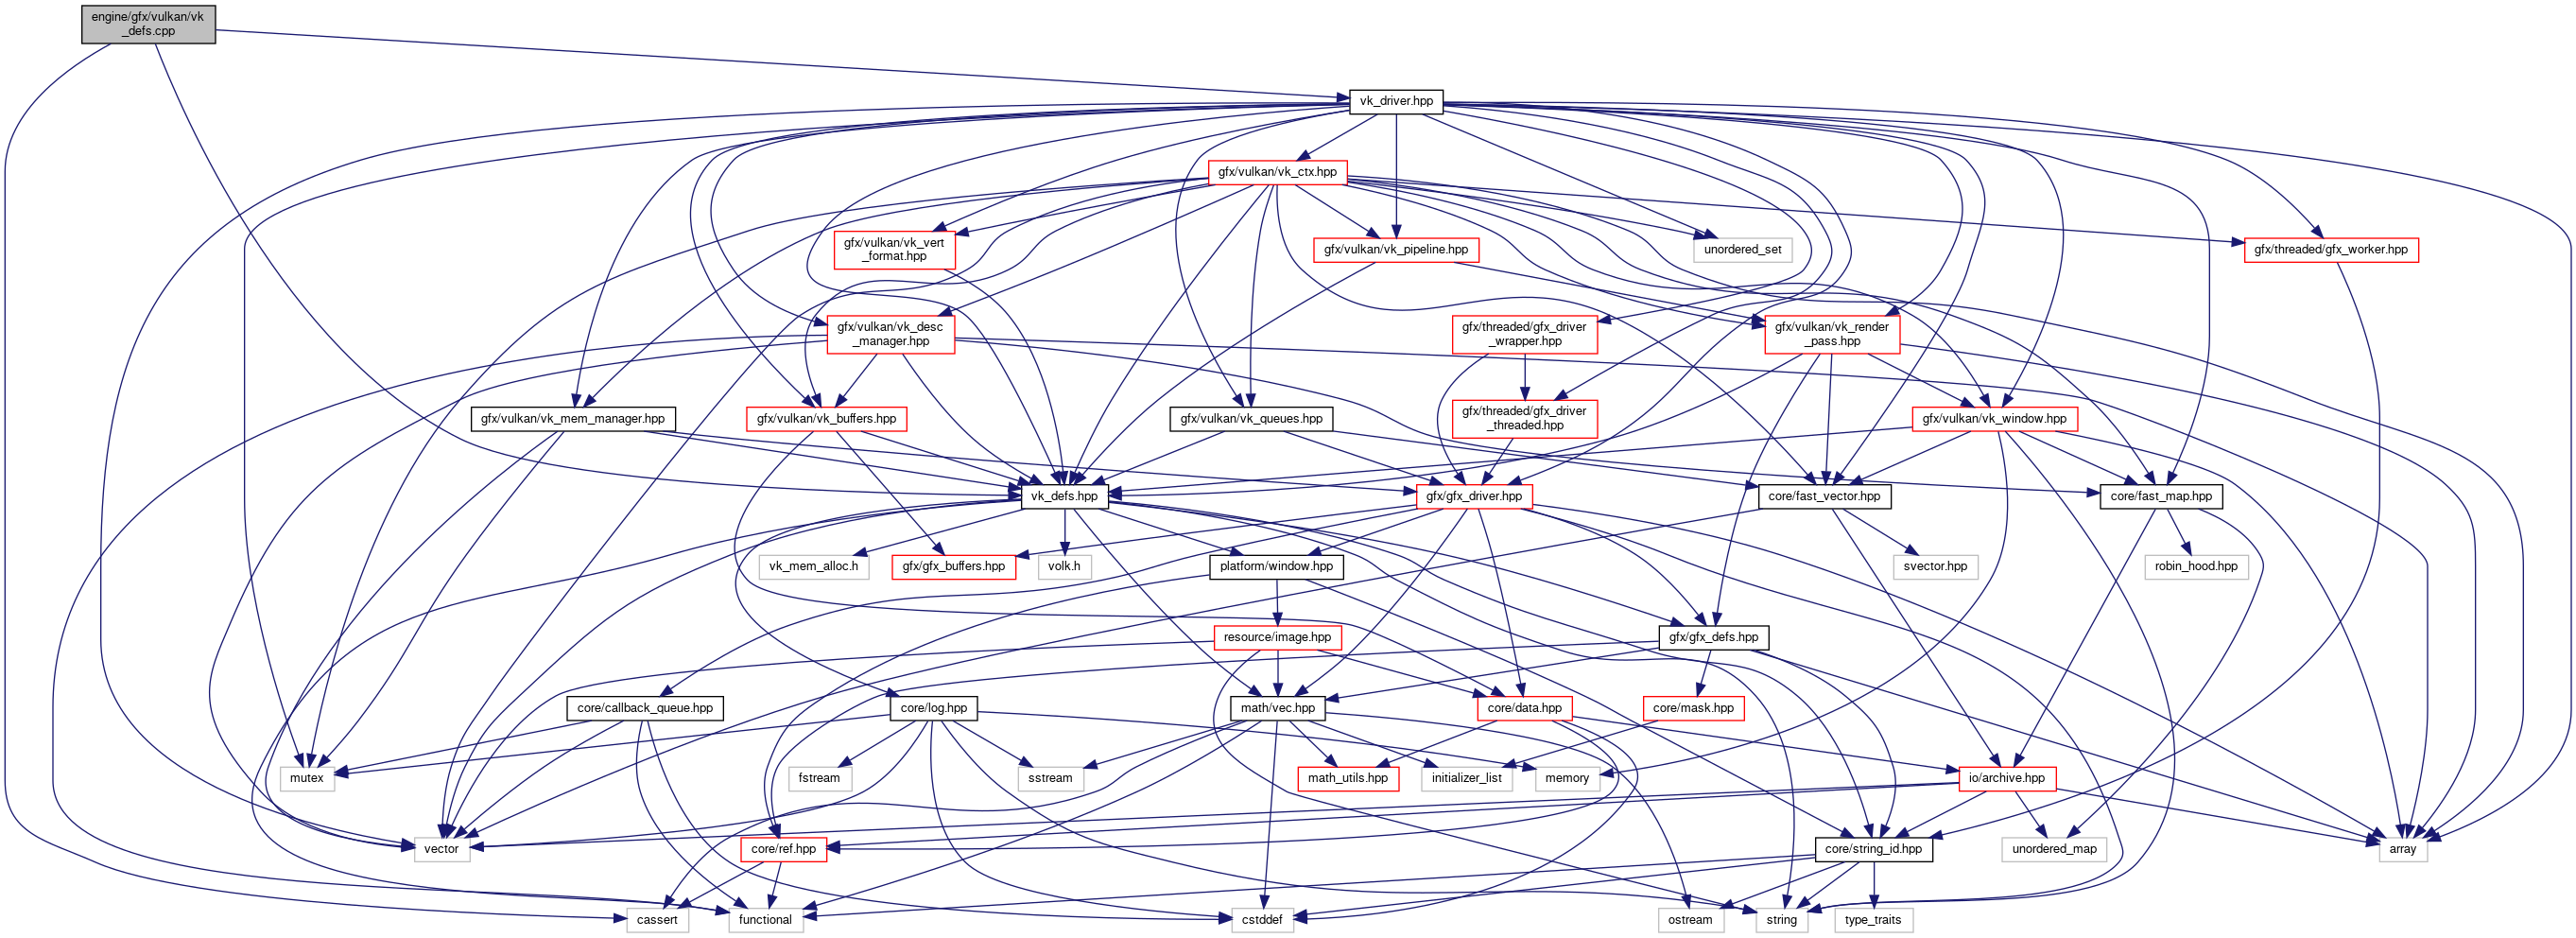 engine/gfx/vulkan/vk
_defs.cpp
vk_driver.hpp
gfx/vulkan/vk_ctx.hpp
gfx/vulkan/vk_vert
_format.hpp
gfx/vulkan/vk_pipeline.hpp
unordered_set
gfx/threaded/gfx_worker.hpp
gfx/vulkan/vk_desc
_manager.hpp
gfx/threaded/gfx_driver
_wrapper.hpp
gfx/vulkan/vk_render
_pass.hpp
gfx/vulkan/vk_mem_manager.hpp
gfx/vulkan/vk_buffers.hpp
gfx/vulkan/vk_queues.hpp
gfx/threaded/gfx_driver
_threaded.hpp
gfx/vulkan/vk_window.hpp
vk_defs.hpp
gfx/gfx_driver.hpp
core/fast_vector.hpp
core/fast_map.hpp
vk_mem_alloc.h
gfx/gfx_buffers.hpp
volk.h
platform/window.hpp
svector.hpp
robin_hood.hpp
resource/image.hpp
gfx/gfx_defs.hpp
core/callback_queue.hpp
core/log.hpp
math/vec.hpp
core/data.hpp
core/mask.hpp
mutex
fstream
sstream
math_utils.hpp
initializer_list
memory
io/archive.hpp
vector
core/ref.hpp
core/string_id.hpp
unordered_map
array
cassert
functional
cstddef
ostream
string
type_traits